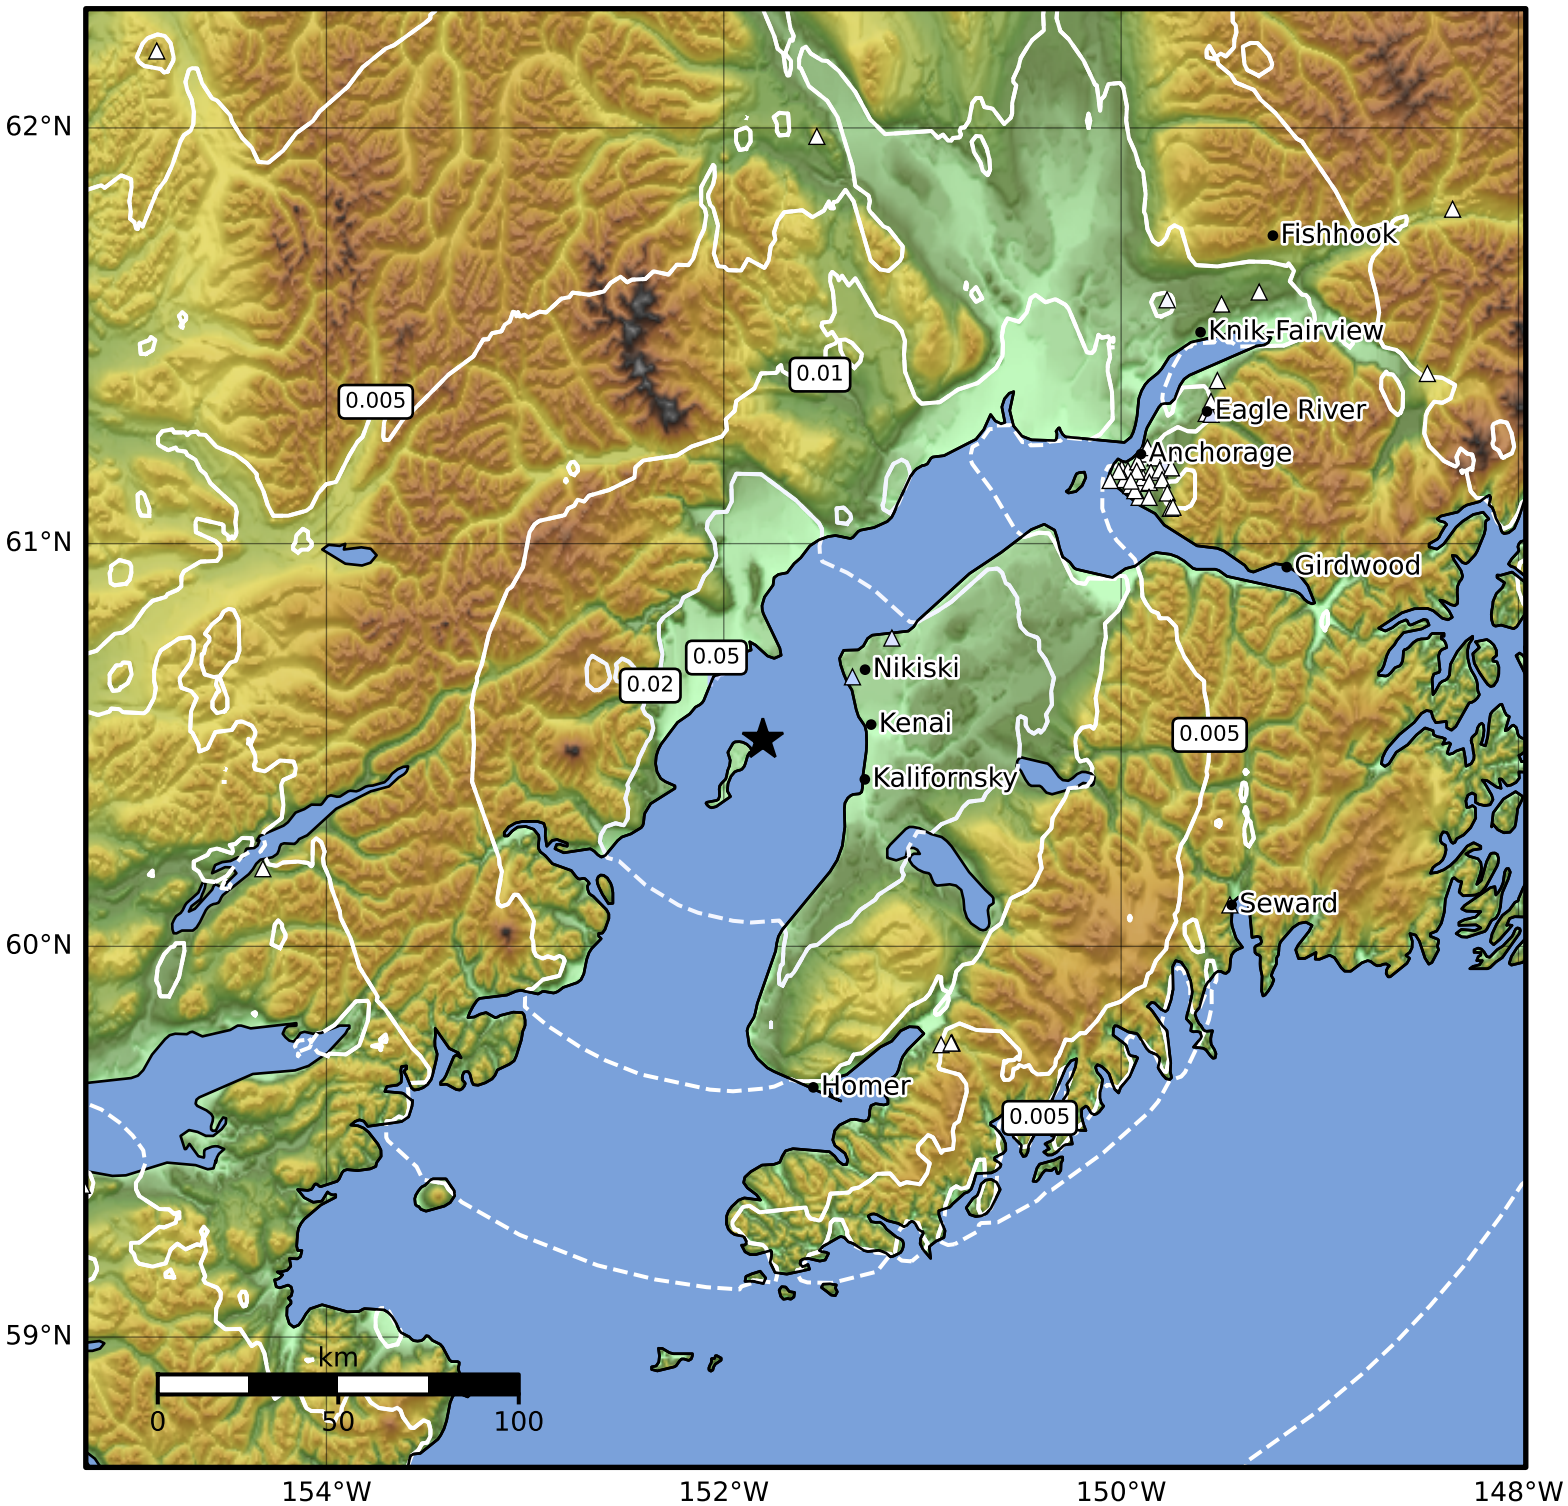 62°N
Fishhook
Knik-Fairview
0.01
0.005
Eagle River
Anchorage
61°N
Girdwood
0.05
Nikiski
0.02
Kenai
0.005
Kalifornsky
Seward
60°N
Homer
0.005
59°N
km
0 50 100
154°W 152°W 150°W 148°W